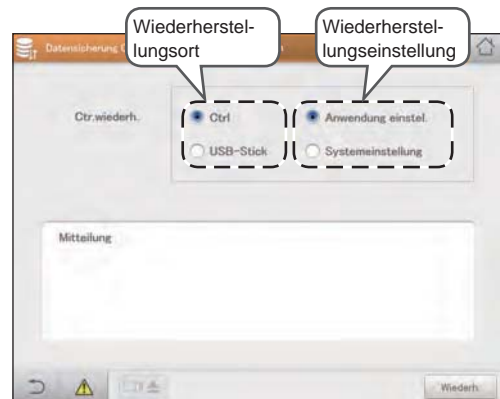 Wiederherstel-
lungsort
Wiederherstel-
lungseinstellung
Datensicherung
Ctr.wiederh.
Ctrl
Anwendung einstel.
USB-Stick
Systemeinstellung
Mitteilung
Wiederh.